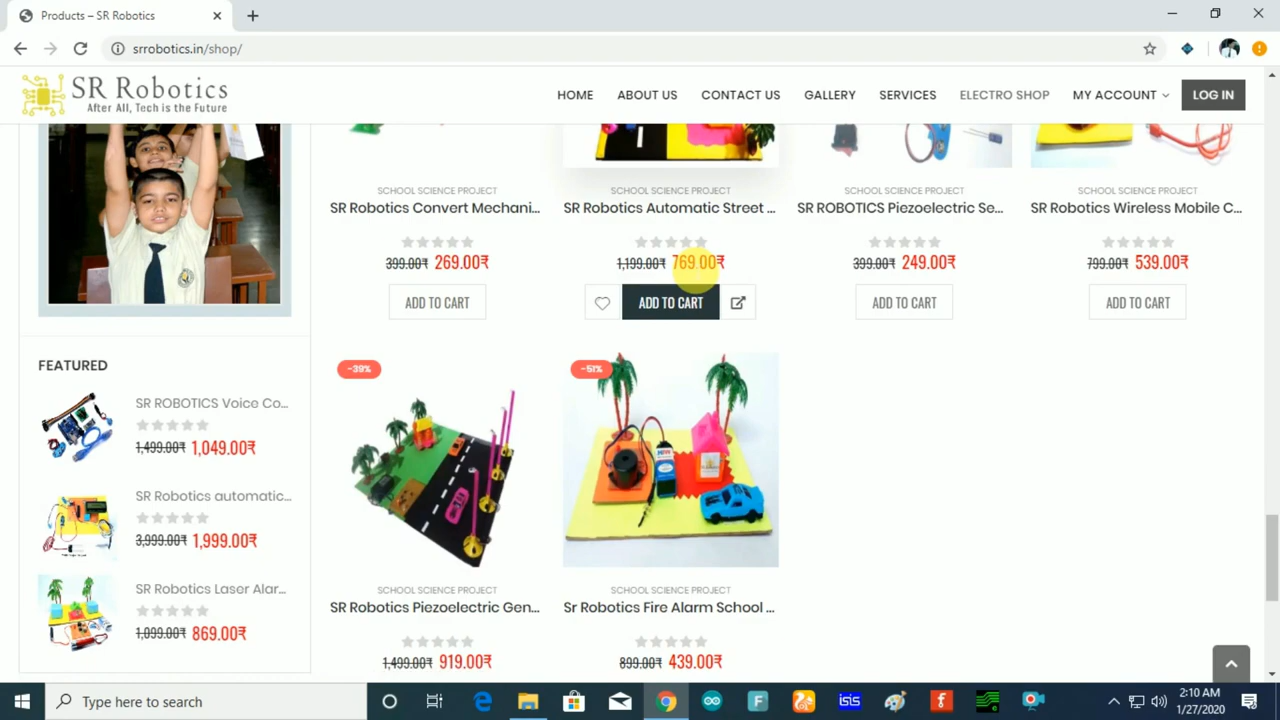 Products – SR Robotics
srrobotics.in/shop/
SR Robotics
After All, Tech is the Future
HOME
ABOUT US
CONTACT US
GALLERY
SERVICES
ELECTRO SHOP
MY ACCOUNT
LOG IN
SCHOOL SCIENCE PROJECT
SR Robotics Convert Mechani...
399.00₹ 269.00₹
ADD TO CART
SCHOOL SCIENCE PROJECT
SR Robotics Automatic Street ...
1,199.00₹ 769.00₹
ADD TO CART
SCHOOL SCIENCE PROJECT
SR ROBOTICS Piezoelectric Se...
399.00₹ 249.00₹
ADD TO CART
SCHOOL SCIENCE PROJECT
SR Robotics Wireless Mobile C...
799.00₹ 539.00₹
ADD TO CART
FEATURED
SR ROBOTICS Voice Co...
1,499.00₹ 1,049.00₹
SR Robotics automatic...
3,999.00₹ 1,999.00₹
SR Robotics Laser Alar...
1,099.00₹ 869.00₹
-39%
SCHOOL SCIENCE PROJECT
SR Robotics Piezoelectric Gen...
1,499.00₹ 919.00₹
-51%
SCHOOL SCIENCE PROJECT
Sr Robotics Fire Alarm School ...
899.00₹ 439.00₹
Type here to search
2:10 AM
1/27/2020